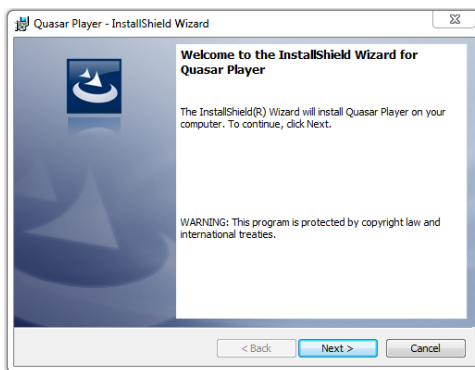 Quasar Player - InstallShield Wizard
Welcome to the InstallShield Wizard for
Quasar Player
The InstallShield(R) Wizard will install Quasar Player on your
computer. To continue, click Next.
WARNING: This program is protected by copyright law and
international treaties.
< Back
Next >
Cancel